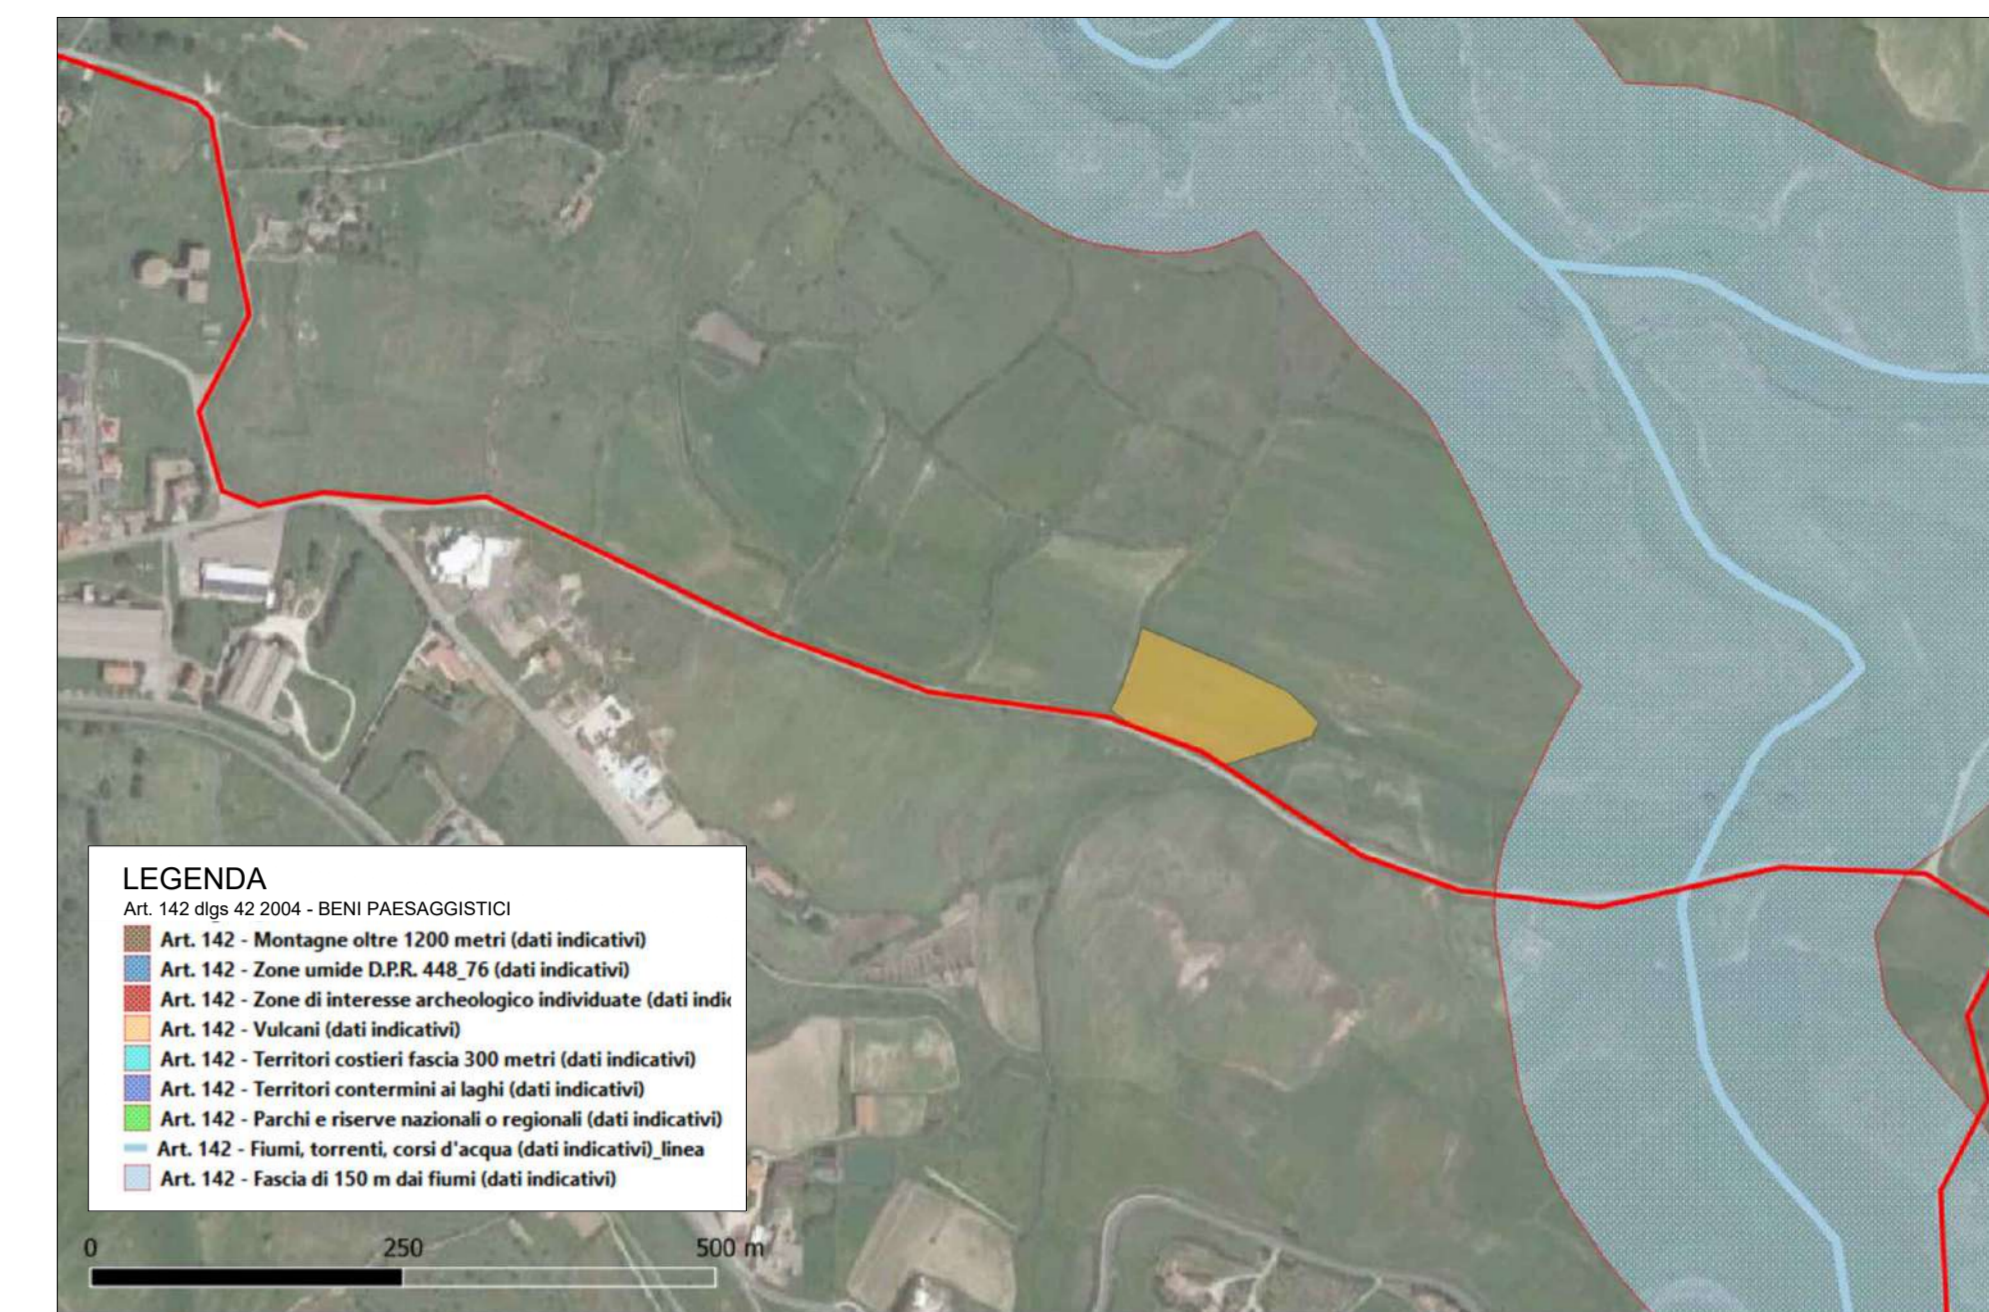 LEGENDA
Art. 142 dlgs 42 2004 - BENI PAESAGGISTICI
Art. 142 - Montagne oltre 1200 metri (dati indicativi)
Art. 142 - Zone umide D.P.R. 448_76 (dati indicativi)
Art. 142 - Zone di interesse archeologico individuate (dati indic
Art. 142 - Vulcani (dati indicativi)
Art. 142 - Territori costieri fascia 300 metri (dati indicativi)
Art. 142 - Territori contermini ai laghi (dati indicativi)
Art. 142 - Parchi e riserve nazionali o regionali (dati indicativi)
Art. 142 - Fiumi, torrenti, corsi d'acqua (dati indicativi)_linea
Art. 142 - Fascia di 150 m dai fiumi (dati indicativi)
0 250 500 m